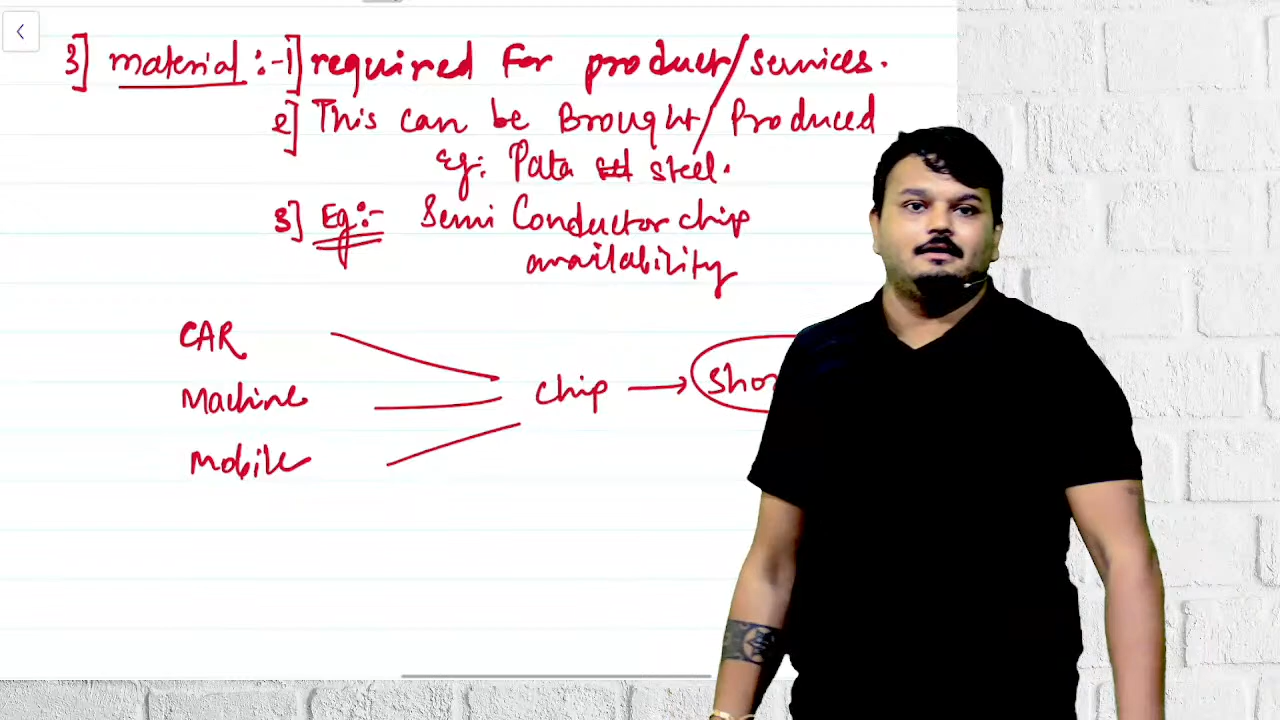 3] material :- 1] required For product/services.
2] This can be Brought/Produced
Eg: Pata steel.
3] Eg:- Semi Conductor chip
availability
CAR
Machine
Mobile
chip → Shor